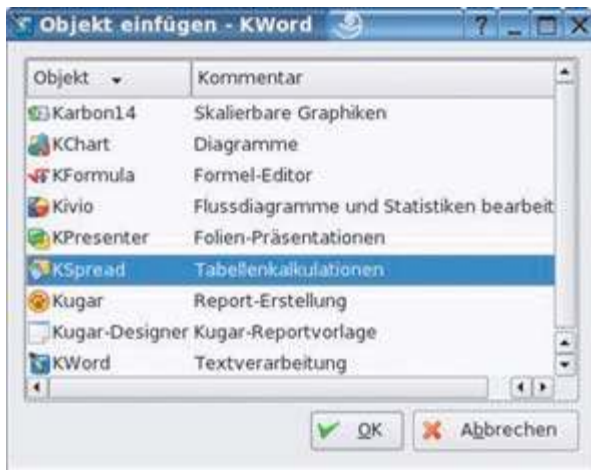 Objekt einfügen - KWord ?
Objekt Kommentar
Karbon14 Skalierbare Graphiken
KChart Diagramme
KFormula Formel-Editor
Kivio Flussdiagramme und Statistiken bearbeit
KPresenter Folien-Präsentationen
KSpread Tabellenkalkulationen
Kugar Report-Erstellung
Kugar-Designer Kugar-Reportvorlage
KWord Textverarbeitung
OK Abbrechen